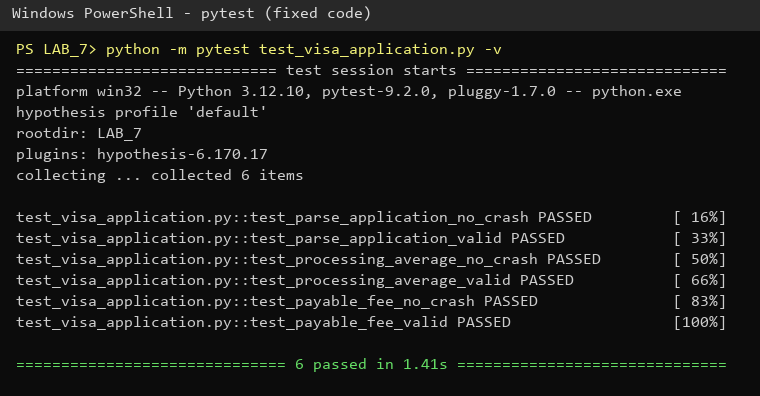 Windows PowerShell - pytest (fixed code)
PS LAB_7> python -m pytest test_visa_application.py -v
============================= test session starts =============================
platform win32 -- Python 3.12.10, pytest-9.2.0, pluggy-1.7.0 -- python.exe
hypothesis profile 'default'
rootdir: LAB_7
plugins: hypothesis-6.170.17
collecting ... collected 6 items
test_visa_application.py::test_parse_application_no_crash PASSED         [ 16%]
test_visa_application.py::test_parse_application_valid PASSED            [ 33%]
test_visa_application.py::test_processing_average_no_crash PASSED        [ 50%]
test_visa_application.py::test_processing_average_valid PASSED           [ 66%]
test_visa_application.py::test_payable_fee_no_crash PASSED               [ 83%]
test_visa_application.py::test_payable_fee_valid PASSED                  [100%]
============================== 6 passed in 1.41s ==============================